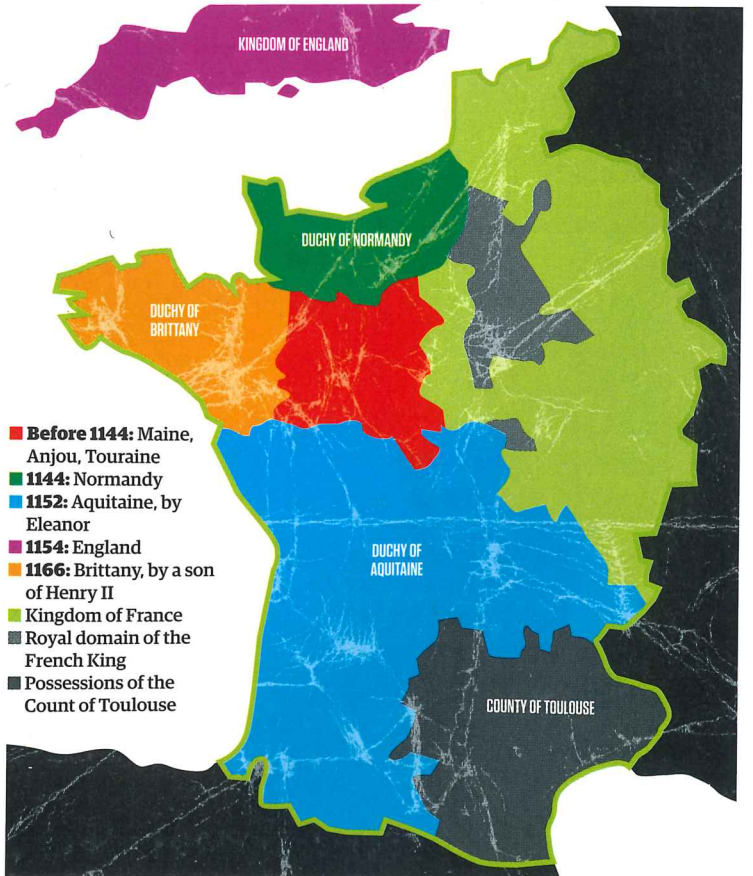 KINGDOM OF ENGLAND
DUCHY OF NORMANDY
DUCHY OF
BRITTANY
Before 1144: Maine,
Anjou, Touraine
1144: Normandy
1152: Aquitaine, by
Eleanor
1154: England
1166: Brittany, by a son
of Henry II
Kingdom of France
Royal domain of the
French King
Possessions of the
Count of Toulouse
DUCHY OF
AQUITAINE
COUNTY OF TOULOUSE